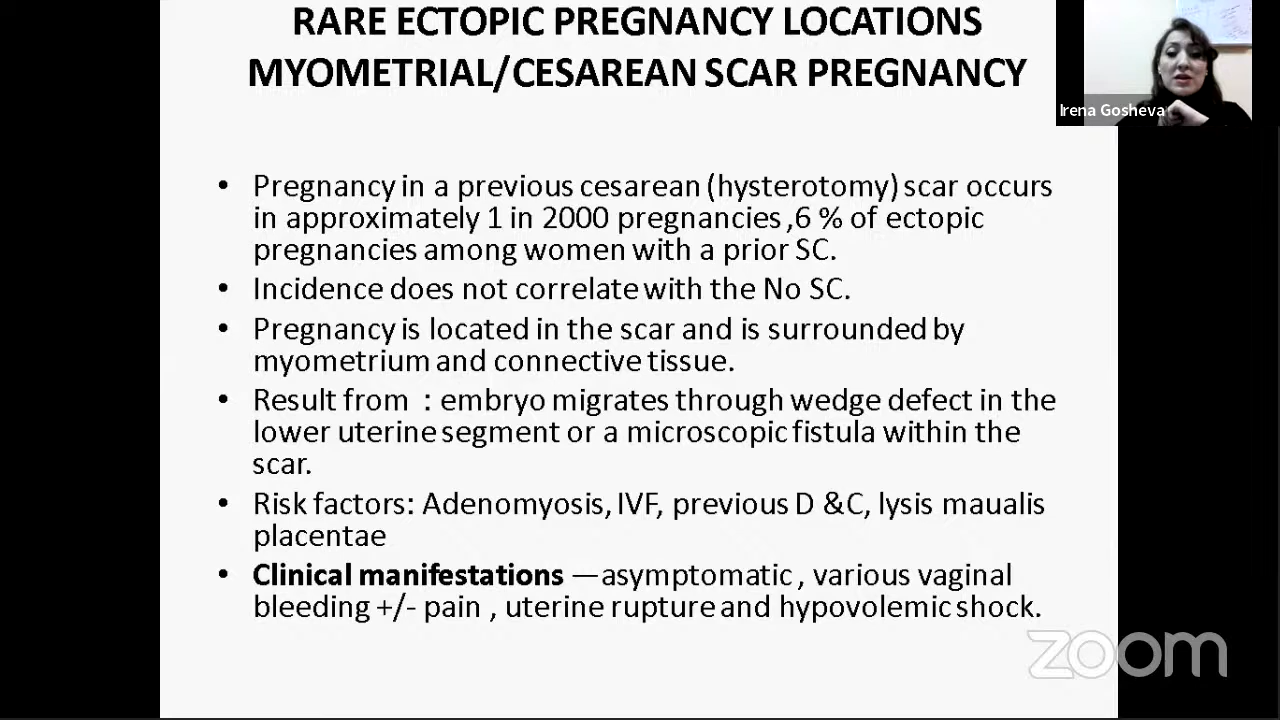 RARE ECTOPIC PREGNANCY LOCATIONS
MYOMETRIAL/CESAREAN SCAR PREGNANCY
Irena Gosheva
• Pregnancy in a previous cesarean (hysterotomy) scar occurs
in approximately 1 in 2000 pregnancies ,6 % of ectopic
pregnancies among women with a prior SC.
• Incidence does not correlate with the No SC.
• Pregnancy is located in the scar and is surrounded by
myometrium and connective tissue.
• Result from : embryo migrates through wedge defect in the
lower uterine segment or a microscopic fistula within the
scar.
• Risk factors: Adenomyosis, IVF, previous D &C, lysis maualis
placentae
• Clinical manifestations —asymptomatic , various vaginal
bleeding +/- pain , uterine rupture and hypovolemic shock.
zoom